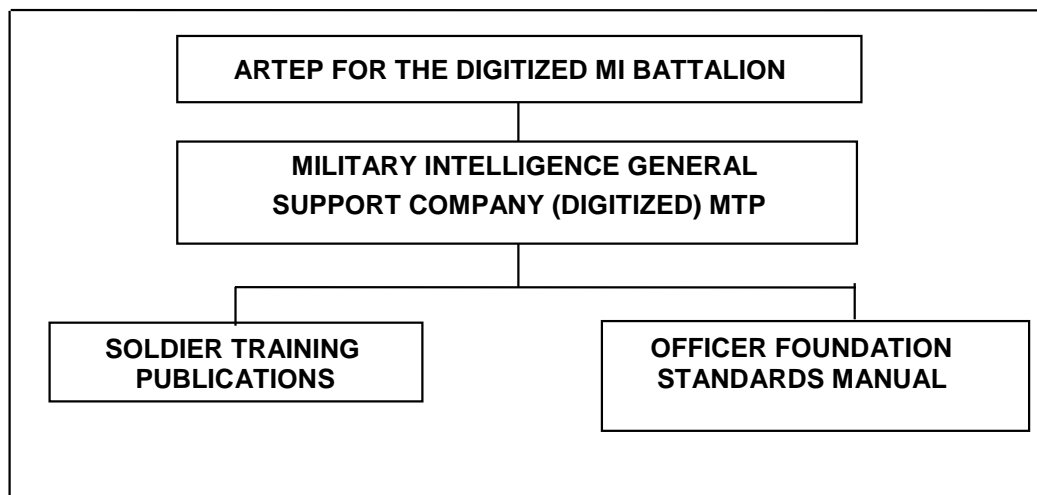 ARTEP FOR THE DIGITIZED MI BATTALION
MILITARY INTELLIGENCE GENERAL
SUPPORT COMPANY (DIGITIZED) MTP
SOLDIER TRAINING
PUBLICATIONS
OFFICER FOUNDATION
STANDARDS MANUAL